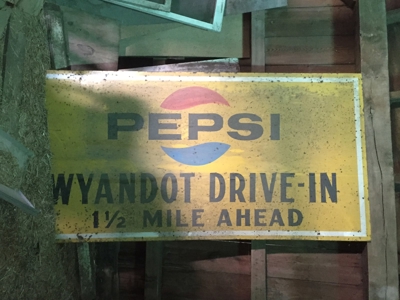 PEPSI
WYANDOT DRIVE-IN
1½ MILE AHEAD